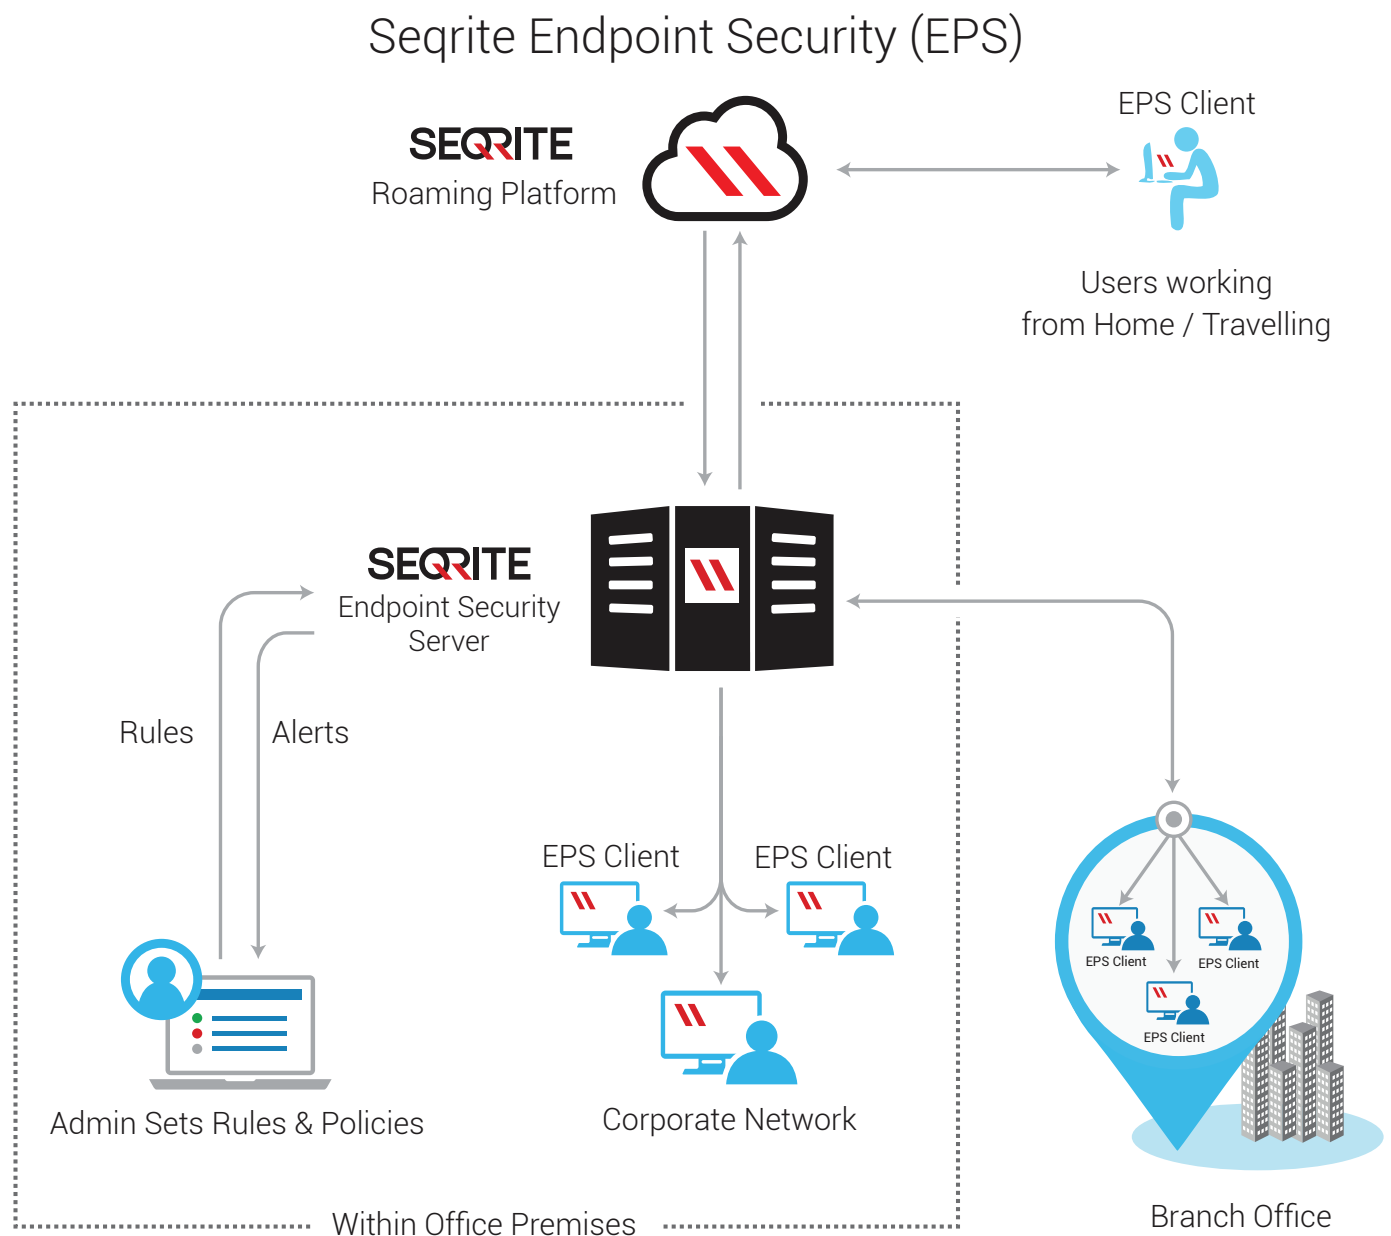 Seqrite Endpoint Security (EPS)
SEQRITE
Roaming Platform
EPS Client
Users working
from Home / Travelling
SEQRITE
Endpoint Security
Server
Rules
Alerts
EPS Client
EPS Client
EPS Client
EPS Client
EPS Client
Admin Sets Rules & Policies
Corporate Network
Within Office Premises
Branch Office